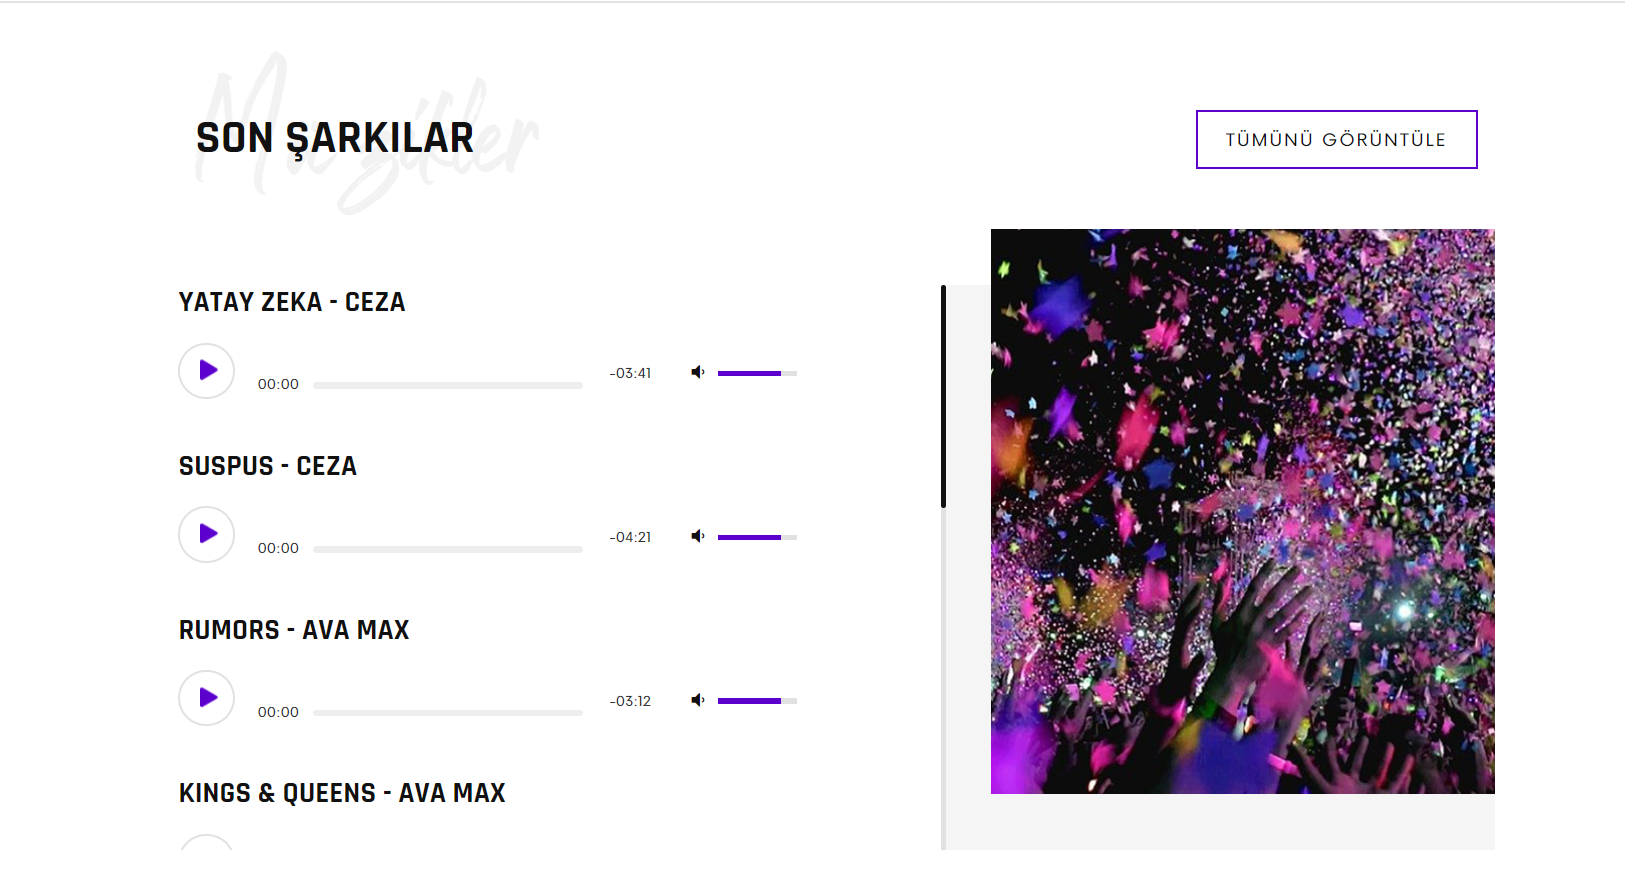 Müzikler
SON ŞARKILAR
TÜMÜNÜ GÖRÜNTÜLE
YATAY ZEKA - CEZA
00:00
-03:41
SUSPUS - CEZA
00:00
-04:21
RUMORS - AVA MAX
00:00
-03:12
KINGS & QUEENS - AVA MAX